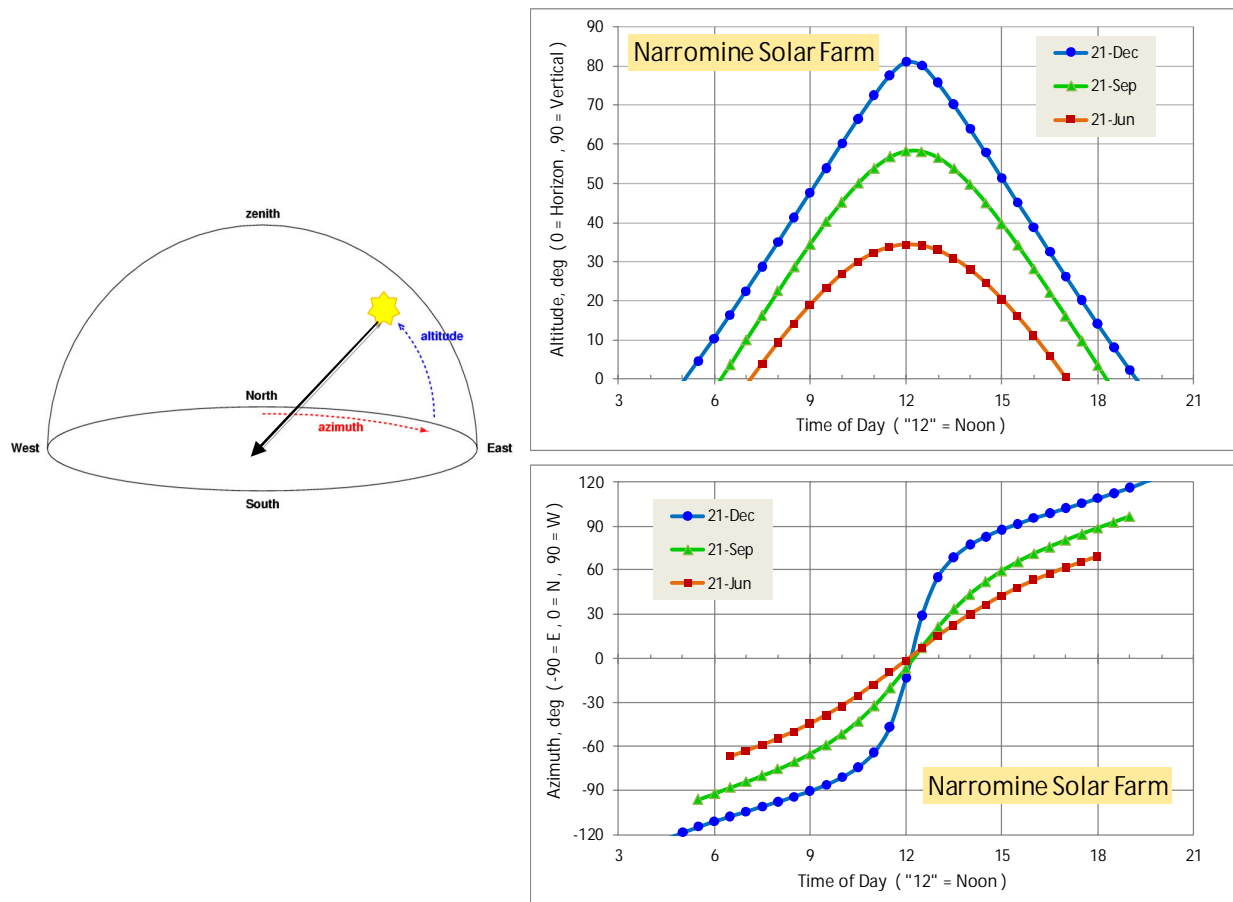 zenith
altitude
North
azimuth
West
East
South
Narromine Solar Farm
21-Dec
21-Sep
21-Jun
Altitude, deg ( 0 = Horizon , 90 = Vertical)
90
80
70
60
50
40
30
20
10
0
3 6 9 12 15 18 21
Time of Day ( "12" = Noon )
21-Dec
21-Sep
21-Jun
Azimuth, deg ( -90 = E , 0 = N , 90 = W)
120
90
60
30
0
-30
-60
-90
-120
Narromine Solar Farm
3 6 9 12 15 18 21
Time of Day ( "12" = Noon )